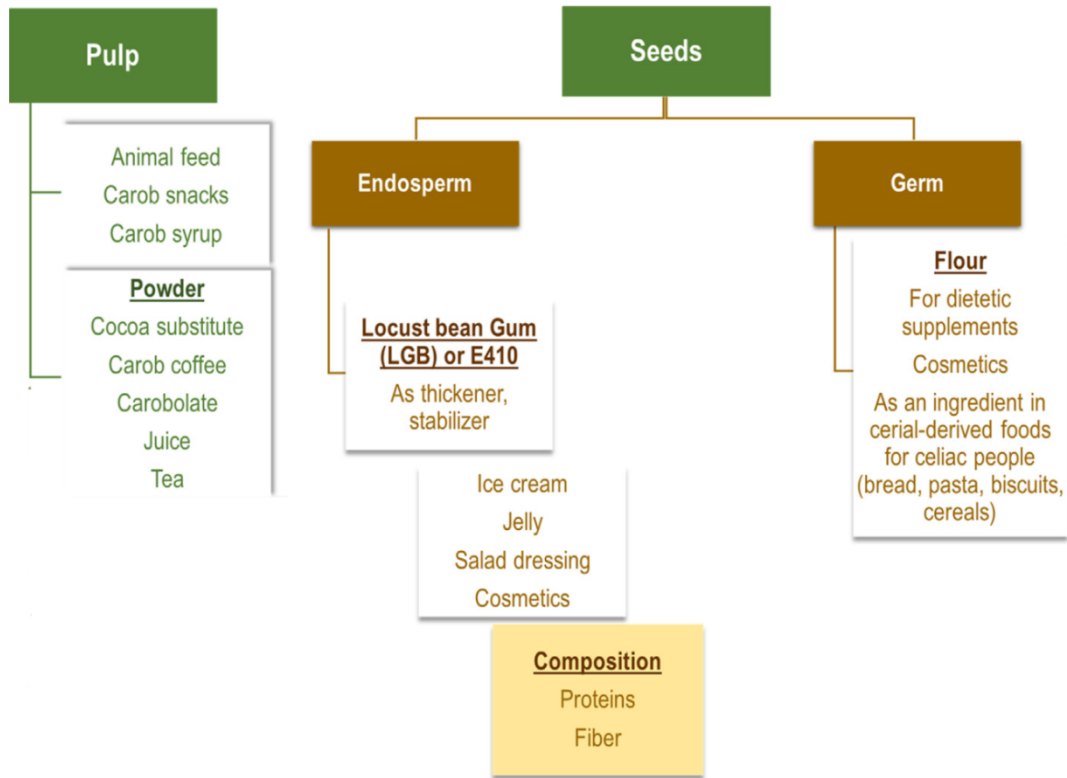 Pulp
Animal feed
Carob snacks
Carob syrup
Powder
Cocoa substitute
Carob coffee
Carobolate
Juice
Tea
Seeds
Endosperm
Locust bean Gum
(LGB) or E410
As thickener,
stabilizer
Ice cream
Jelly
Salad dressing
Cosmetics
Composition
Proteins
Fiber
Germ
Flour
For dietetic
supplements
Cosmetics
As an ingredient in
cerial-derived foods
for celiac people
(bread, pasta, biscuits,
cereals)